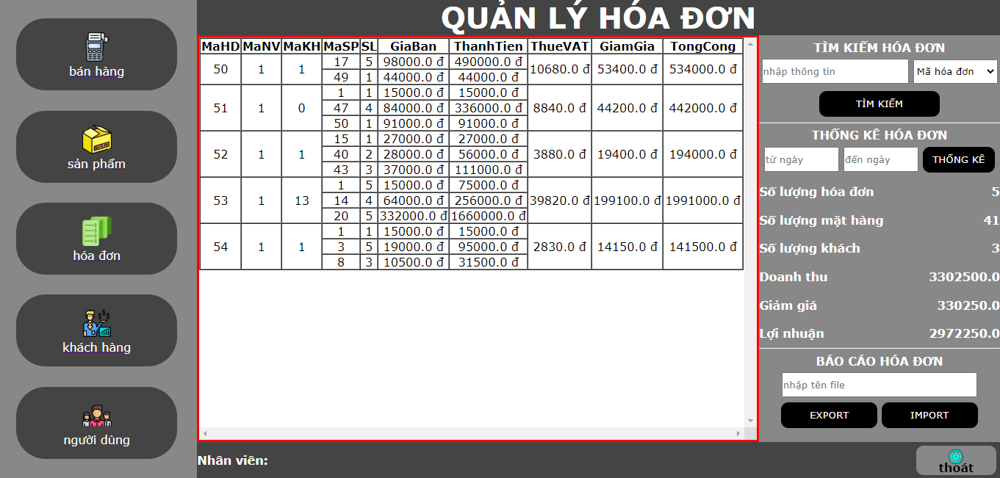 QUẢN LÝ HÓA ĐƠN
bán hàng
sản phẩm
hóa đơn
khách hàng
người dùng
MaHD MaNV MaKH MaSP SL GiaBan ThanhTien ThueVAT GiamGia TongCong
50 1 1 17 5 98000.0 đ 490000.0 đ 10680.0 đ 53400.0 đ 534000.0 đ
49 1 44000.0 đ 44000.0 đ
51 1 0 1 1 15000.0 đ 15000.0 đ 8840.0 đ 44200.0 đ 442000.0 đ
47 4 84000.0 đ 336000.0 đ
50 1 91000.0 đ 91000.0 đ
52 1 1 15 1 27000.0 đ 27000.0 đ 3880.0 đ 19400.0 đ 194000.0 đ
40 2 28000.0 đ 56000.0 đ
43 3 37000.0 đ 111000.0 đ
53 1 13 1 5 15000.0 đ 75000.0 đ 39820.0 đ 199100.0 đ 1991000.0 đ
14 4 64000.0 đ 256000.0 đ
20 5 332000.0 đ 1660000.0 đ
54 1 1 1 1 15000.0 đ 15000.0 đ 2830.0 đ 14150.0 đ 141500.0 đ
3 5 19000.0 đ 95000.0 đ
8 3 10500.0 đ 31500.0 đ
TÌM KIẾM HÓA ĐƠN
nhập thông tin Mã hóa đơn
TÌM KIẾM
THỐNG KÊ HÓA ĐƠN
từ ngày đến ngày THỐNG KÊ
Số lượng hóa đơn 5
Số lượng mặt hàng 41
Số lượng khách 3
Doanh thu 3302500.0
Giảm giá 330250.0
Lợi nhuận 2972250.0
BÁO CÁO HÓA ĐƠN
nhập tên file
EXPORT IMPORT
Nhân viên:
thoát